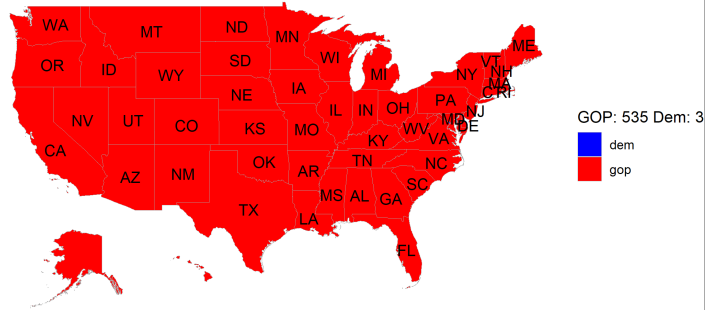 WA
MT
ND
MN
ME
OR
ID
WY
SD
WI
MI
NY
VT
NH
MA
CT
RI
NE
IA
PA
NJ
NV
UT
CO
KS
MO
IL
IN
OH
WV
MD
DE
VA
KY
CA
AZ
NM
OK
AR
TN
NC
SC
TX
LA
MS
AL
GA
FL
GOP: 535 Dem: 3
dem
gop